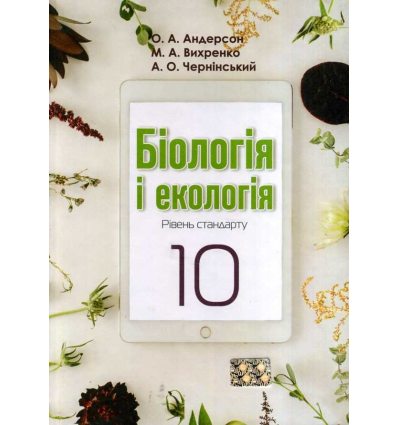 О. А. Андерсон
М. А. Вихренко
А. О. Чернінський
Біологія
і екологія
Рівень стандарту
10